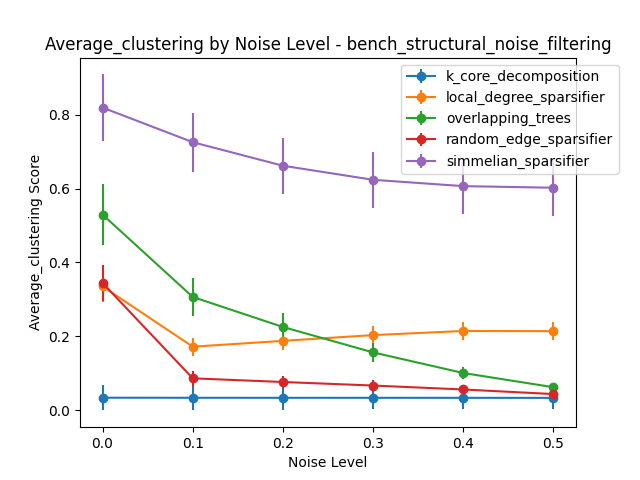 Average_clustering by Noise Level - bench_structural_noise_filtering
k_core_decomposition
local_degree_sparsifier
overlapping_trees
random_edge_sparsifier
simmelian_sparsifier
Average_clustering Score
0.8
0.6
0.4
0.2
0.0
0.0 0.1 0.2 0.3 0.4 0.5
Noise Level